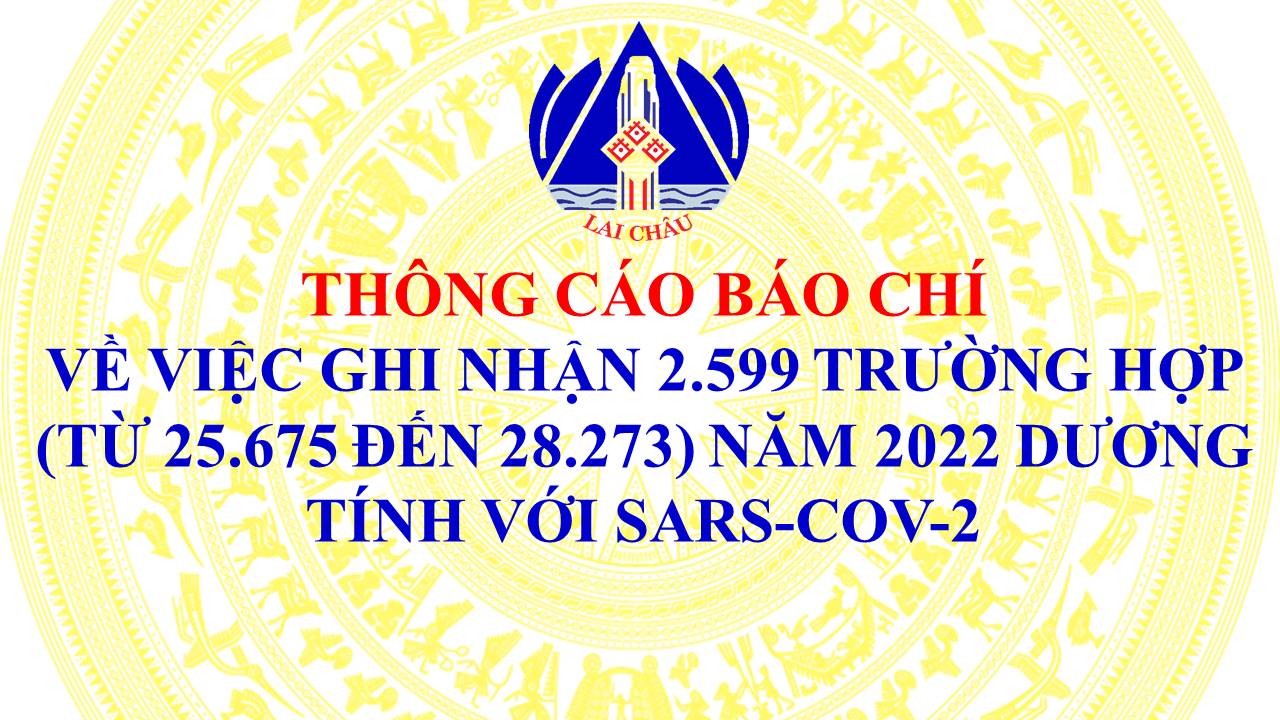 LAI CHÂU
THÔNG CÁO BÁO CHÍ
VỀ VIỆC GHI NHẬN 2.599 TRƯỜNG HỢP
(TỪ 25.675 ĐẾN 28.273) NĂM 2022 DƯƠNG
TÍNH VỚI SARS-COV-2